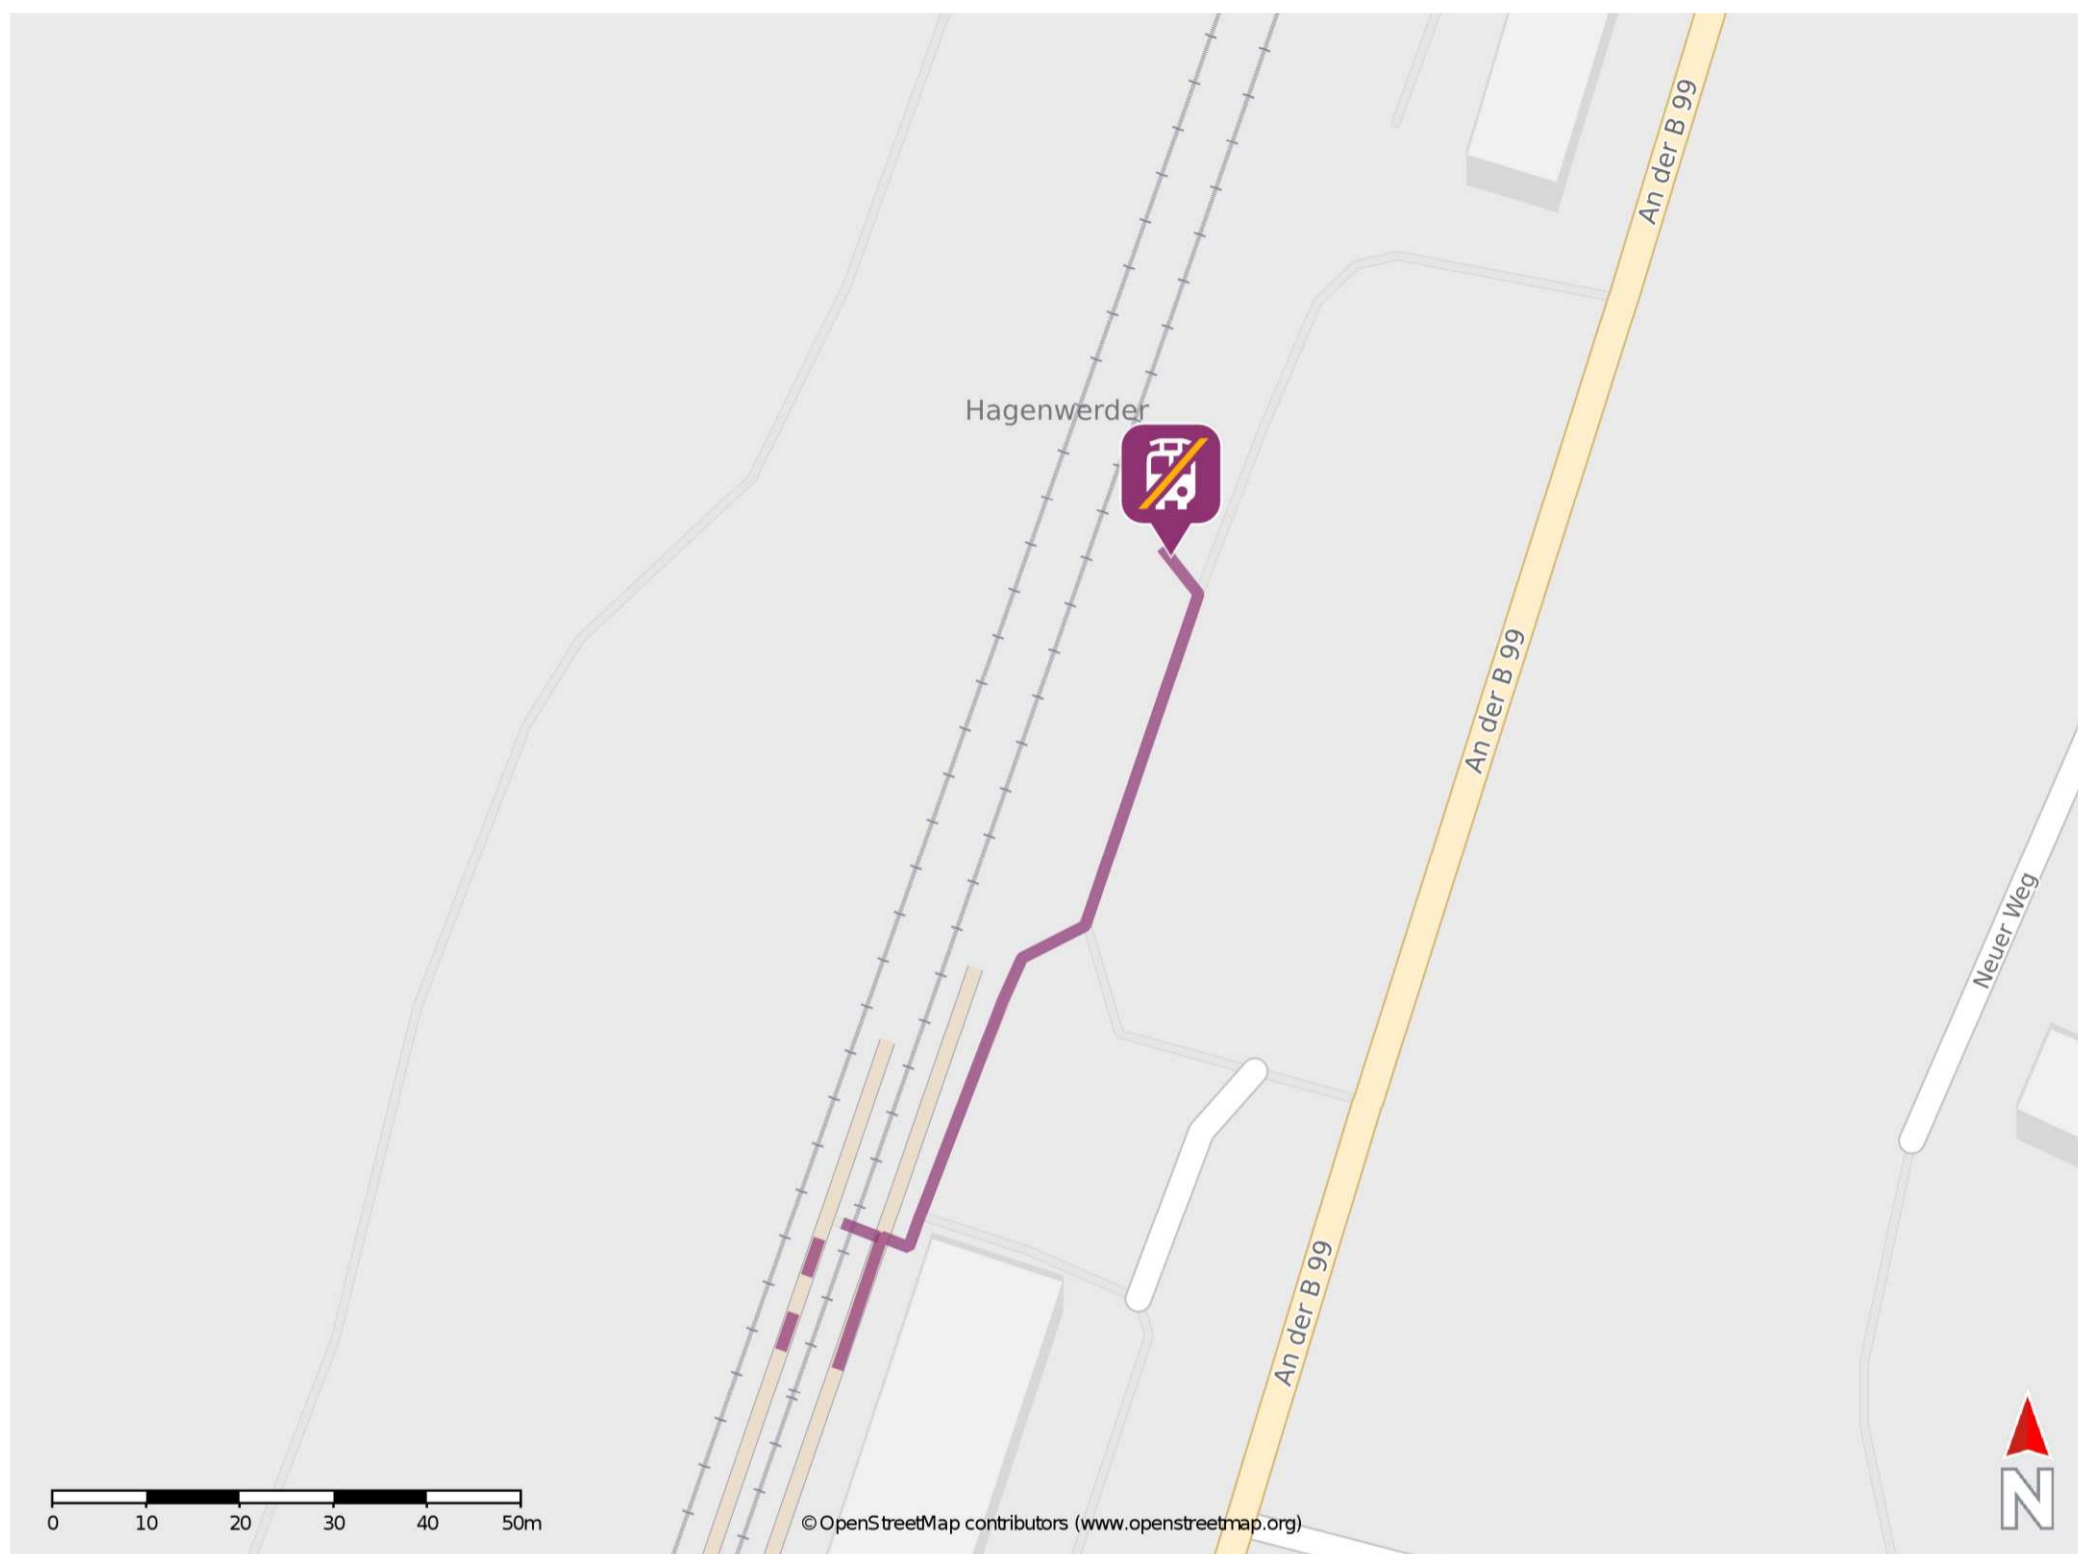 An der B 99
Hagenwerder
An der B 99
Neuer Weg
An der B 99
N
0 10 20 30 40 50m
©OpenStreetMap contributors (www.openstreetmap.org)